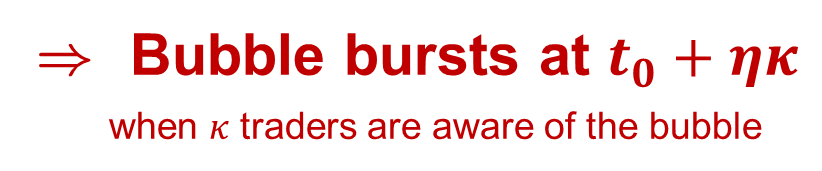 ⇒ Bubble bursts at t₀ + ηκ
when κ traders are aware of the bubble